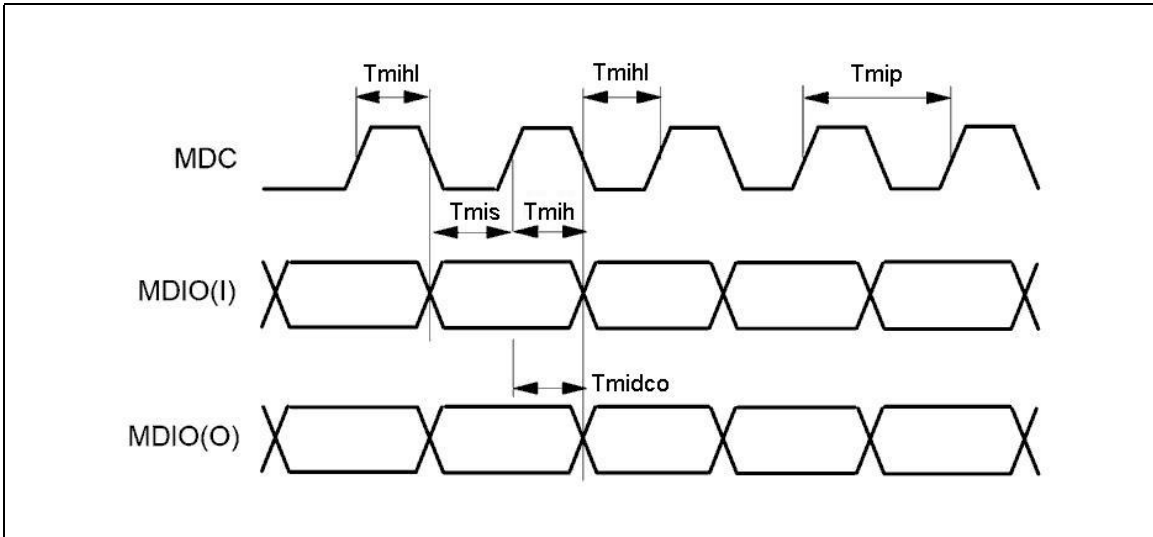 Tmihl
Tmihl
Tmip
MDC
Tmis
Tmih
MDIO(I)
Tmidco
MDIO(O)